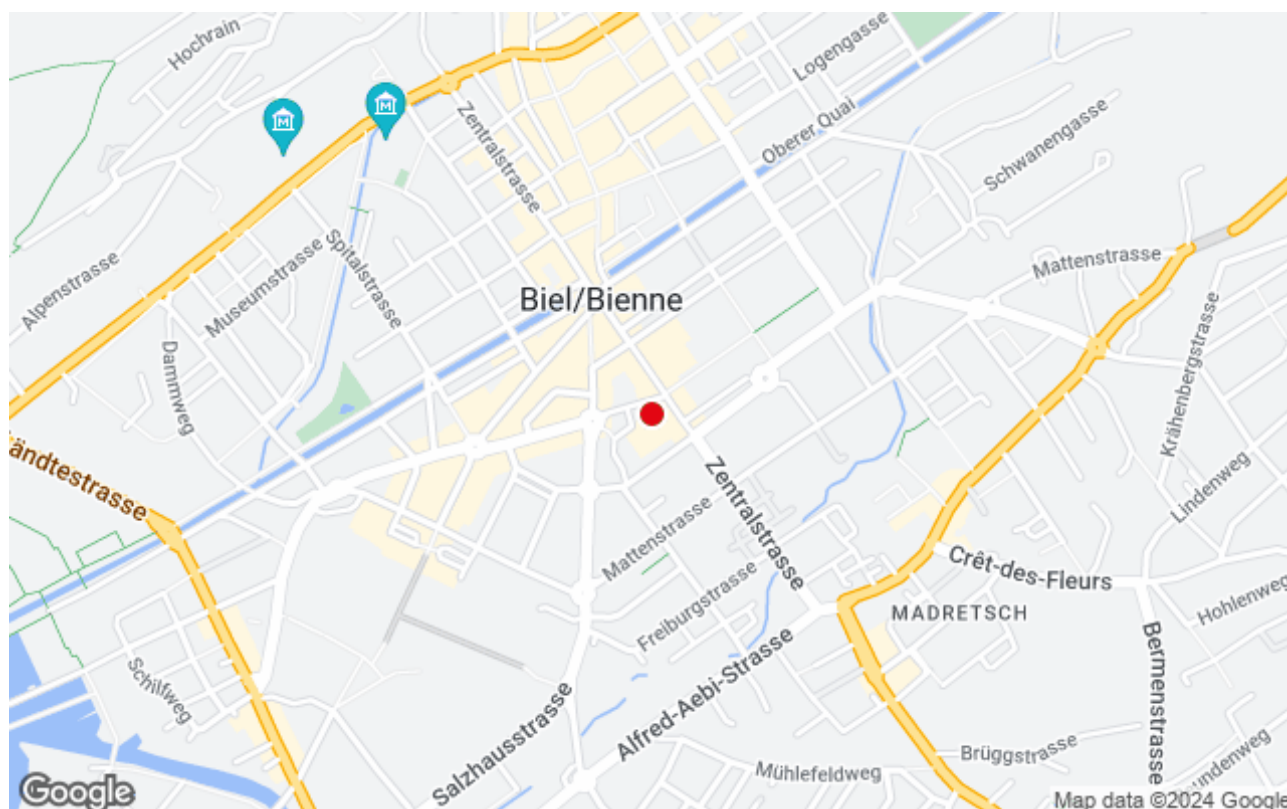 Hochrain
Logengasse
Zentralstrasse
Oberer Quai
Schwanengasse
Alpenstrasse
Museumstrasse
Spitalstrasse
Mattenstrasse
Biel/Bienne
Dammweg
Krähenbergstrasse
ändtestrasse
Lindenweg
Zentralstrasse
Mattenstrasse
Crêt-des-Fleurs
Freiburgstrasse
MADRETSCH
Hohlenweg
Schilfweg
Alfred-Aebi-Strasse
Bermenstrasse
Salzhausstrasse
Brüggstrasse
Mühlefeldweg
undenweg
Google
Map data ©2024 Google